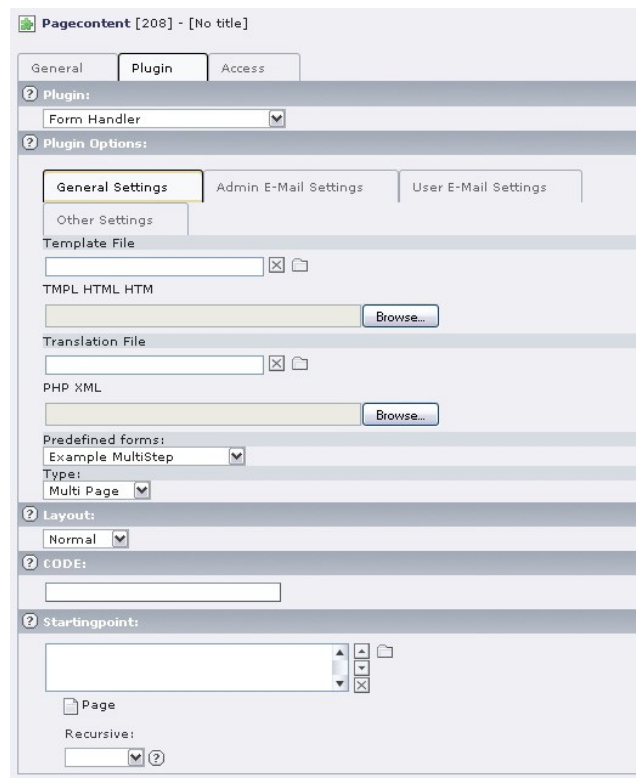 Pagecontent [208] - [No title]
General Plugin Access
? Plugin:
Form Handler
? Plugin Options:
General Settings Admin E-Mail Settings User E-Mail Settings
Other Settings
Template File
TMPL HTML HTM
Browse...
Translation File
PHP XML
Browse...
Predefined forms:
Example MultiStep
Type:
Multi Page
? Layout:
Normal
? CODE:
? Startingpoint:
Page
Recursive:
?